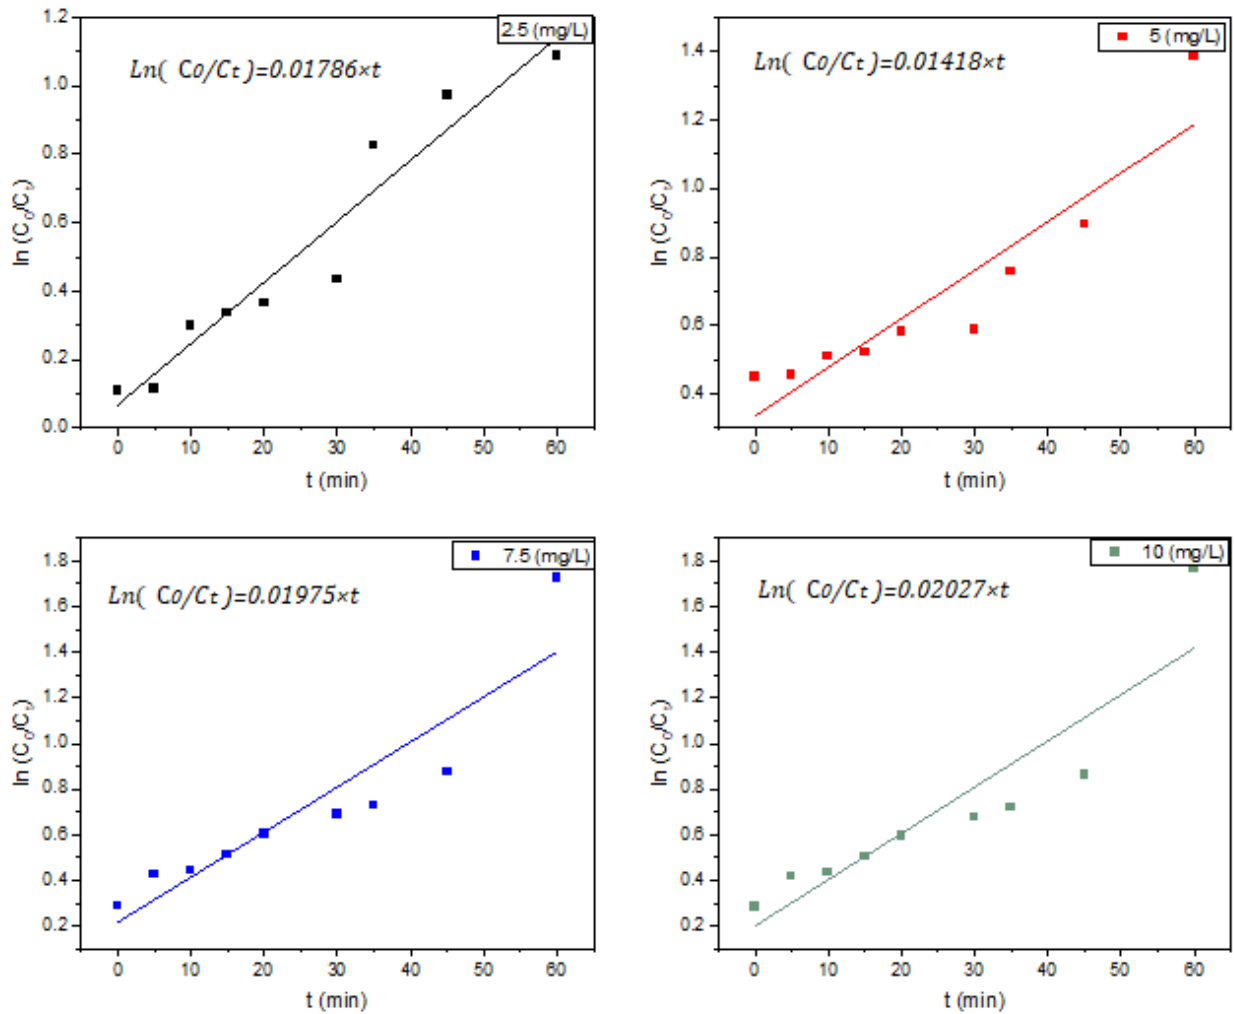 1.2
2.5 (mg/L)
Ln( C0/Ct)=0.01786×t
1.0
0.8
0.6
0.4
0.2
0.0
ln (C0/Ct)
0 10 20 30 40 50 60
t (min)
5 (mg/L)
1.4
Ln( C0/Ct)=0.01418×t
1.2
1.0
0.8
0.6
0.4
ln (C0/Ct)
0 10 20 30 40 50 60
t (min)
7.5 (mg/L)
1.8
Ln( C0/Ct)=0.01975×t
1.6
1.4
1.2
1.0
0.8
0.6
0.4
0.2
ln (C0/Ct)
0 10 20 30 40 50 60
t (min)
10 (mg/L)
1.8
Ln( C0/Ct)=0.02027×t
1.6
1.4
1.2
1.0
0.8
0.6
0.4
0.2
ln (C0/Ct)
0 10 20 30 40 50 60
t (min)